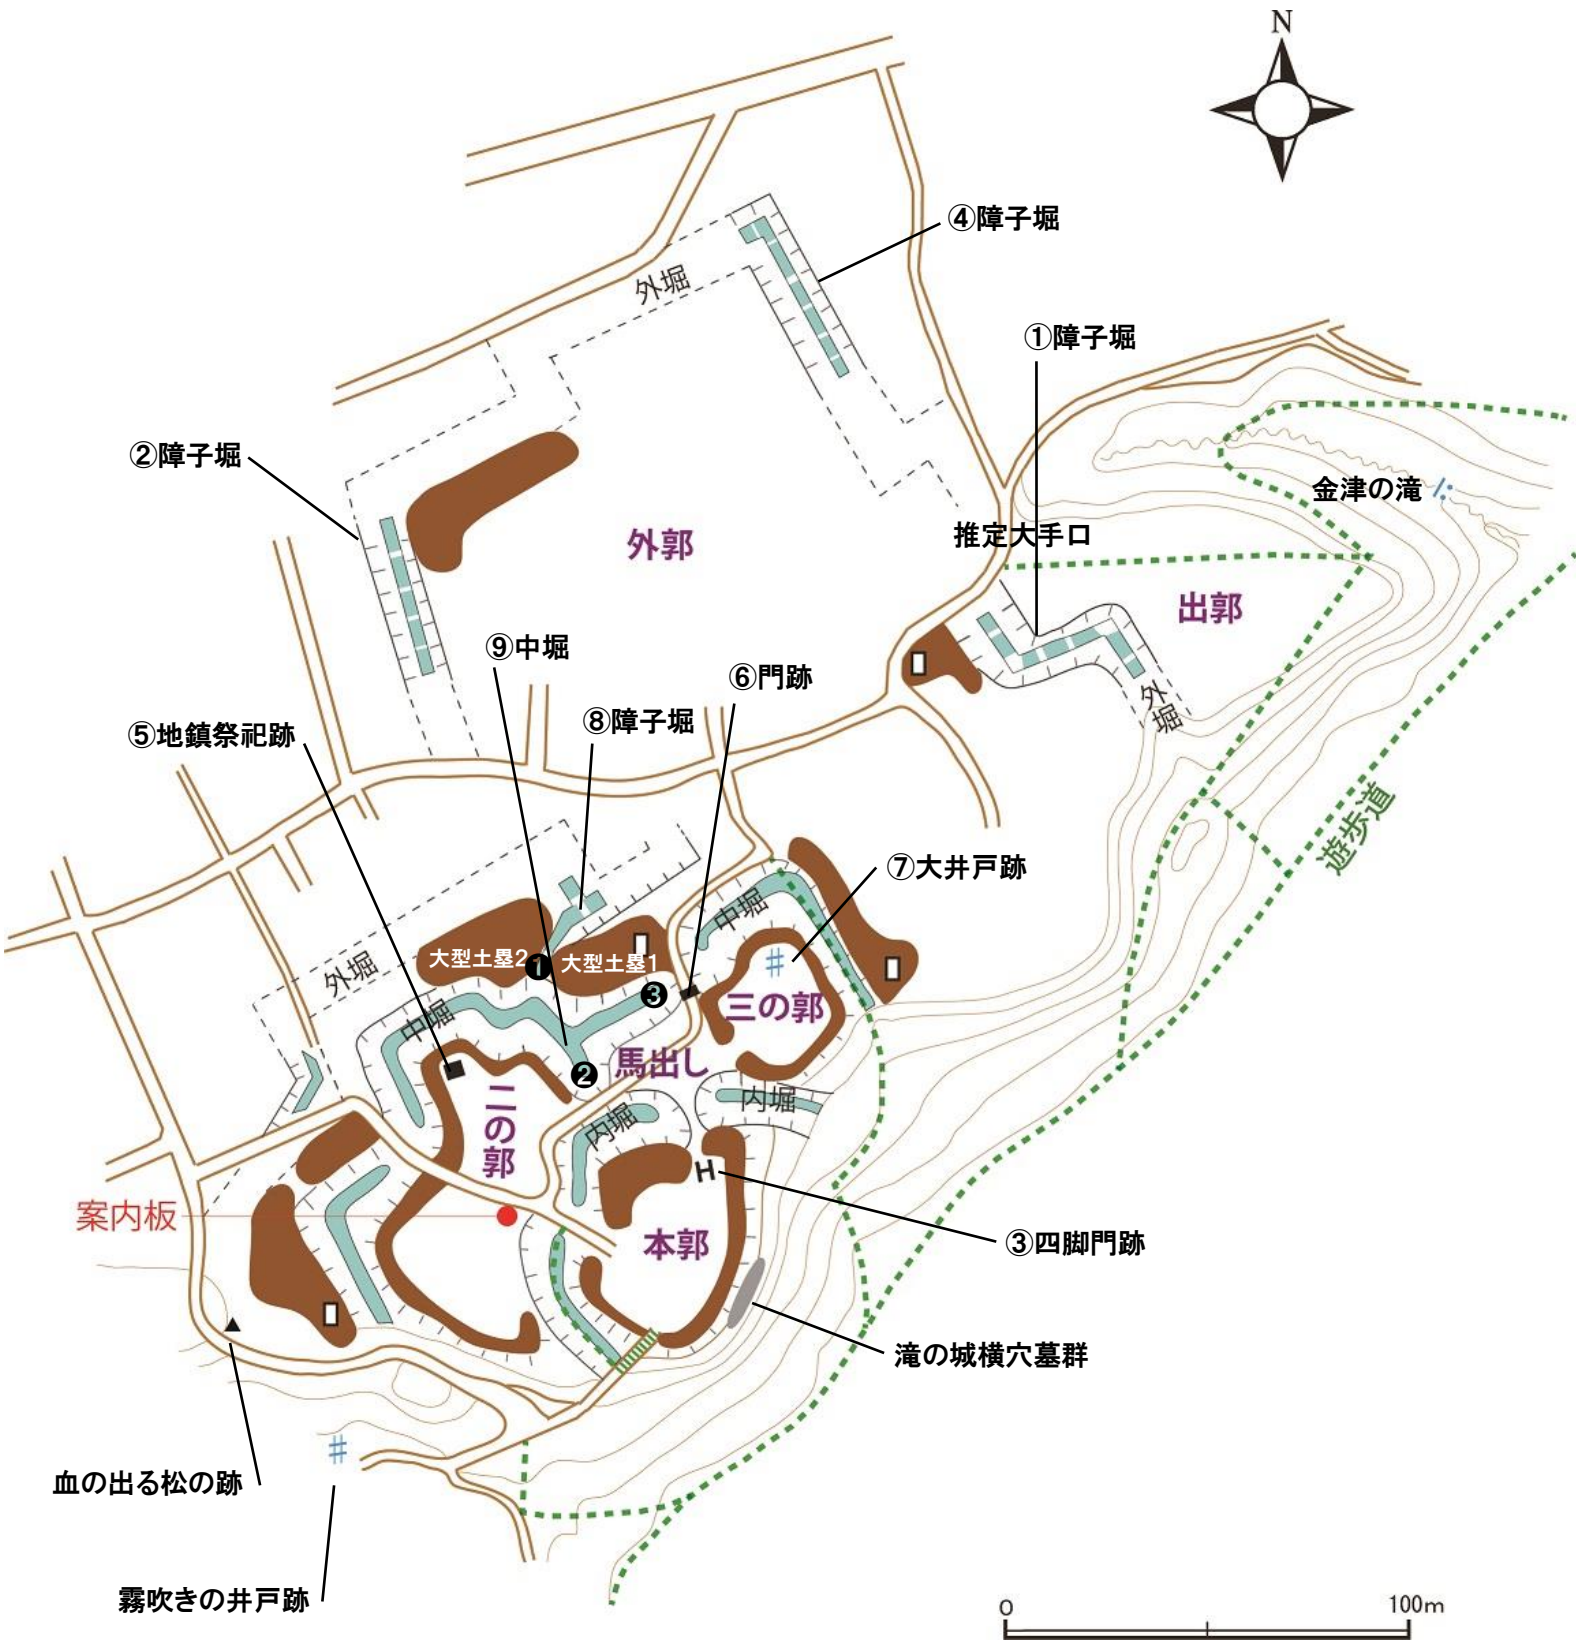 N
④障子堀
外堀
①障子堀
②障子堀
金津の滝
推定大手口
外郭
出郭
⑨中堀
⑥門跡
外堀
⑧障子堀
⑤地鎮祭祀跡
遊歩道
⑦大井戸跡
中堀
大型土塁2
❶
大型土塁1
外堀
❸
三の郭
中堀
馬出し
❷
二の郭
内堀
内堀
案内板
本郭
③四脚門跡
滝の城横穴墓群
血の出る松の跡
霧吹きの井戸跡
0
100m